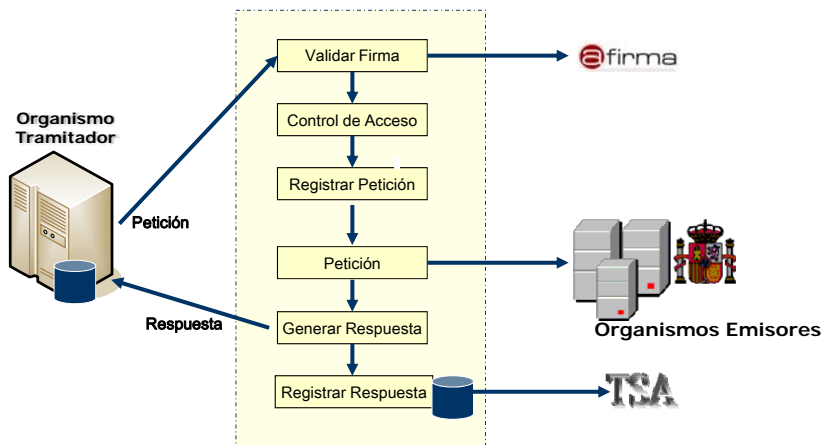 Validar Firma
@firma
Organismo
Tramitador
Control de Acceso
Registrar Petición
Petición
Petición
Organismos Emisores
Respuesta
Generar Respuesta
Registrar Respuesta
TSA